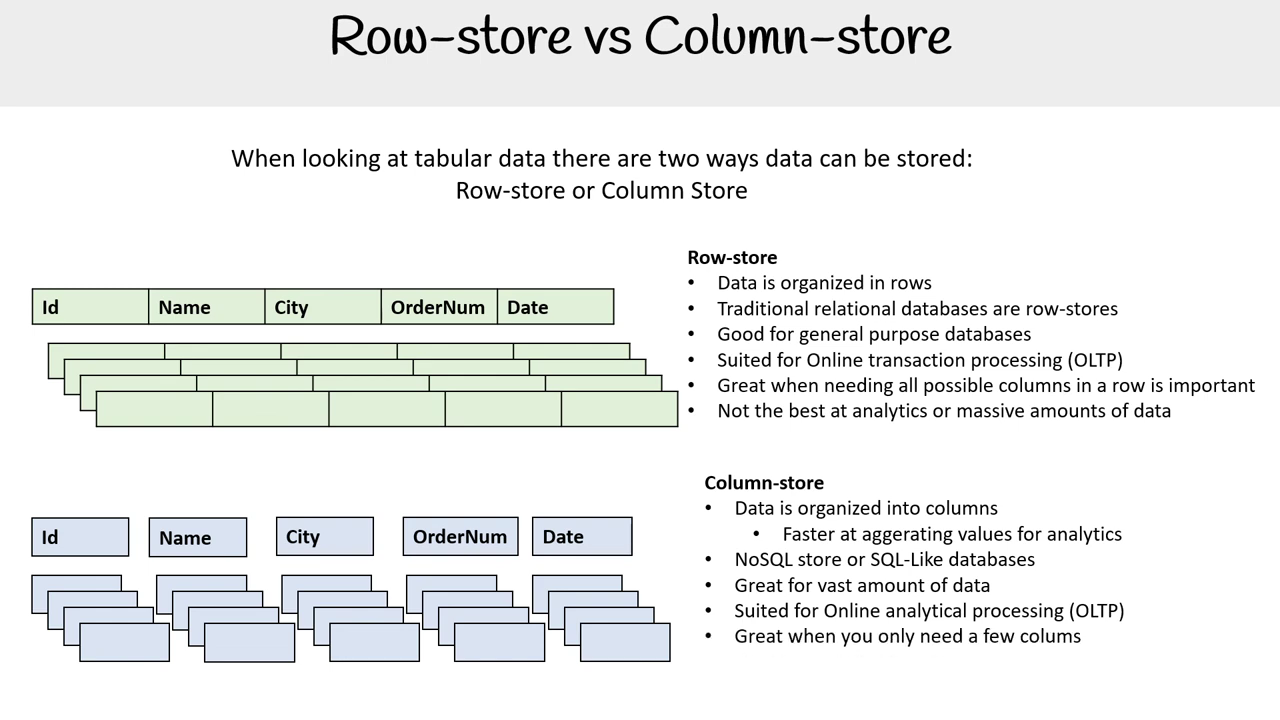 Row-store vs Column-store
When looking at tabular data there are two ways data can be stored:
Row-store or Column Store
Id Name City OrderNum Date
Row-store
• Data is organized in rows
• Traditional relational databases are row-stores
• Good for general purpose databases
• Suited for Online transaction processing (OLTP)
• Great when needing all possible columns in a row is important
• Not the best at analytics or massive amounts of data
Id Name City OrderNum Date
Column-store
• Data is organized into columns
• Faster at aggerating values for analytics
• NoSQL store or SQL-Like databases
• Great for vast amount of data
• Suited for Online analytical processing (OLTP)
• Great when you only need a few colums